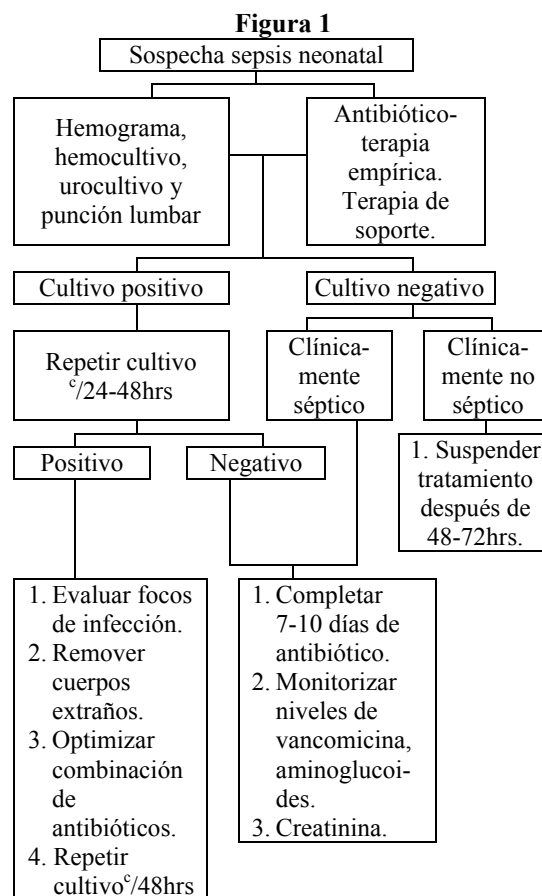 Figura 1
Sospecha sepsis neonatal
Hemograma,
hemocultivo,
urocultivo y
punción lumbar
Antibiótico-
terapia
empírica.
Terapia de
soporte.
Cultivo positivo
Cultivo negativo
Repetir cultivo
c/24-48hrs
Clínica-
mente
séptico
Clínica-
mente no
séptico
Positivo
Negativo
1. Suspender
tratamiento
después de
48-72hrs.
1. Evaluar focos
de infección.
2. Remover
cuerpos
extraños.
3. Optimizar
combinación
de
antibióticos.
4. Repetir
cultivo c/48hrs
1. Completar
7-10 días de
antibiótico.
2. Monitorizar
niveles de
vancomicina,
aminoglucoi-
des.
3. Creatinina.